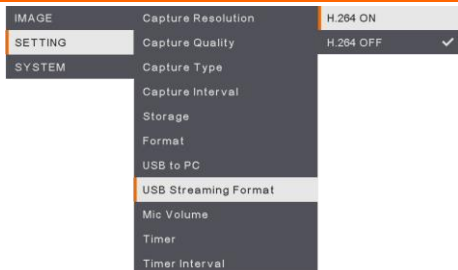 IMAGE
SETTING
SYSTEM
Capture Resolution
Capture Quality
Capture Type
Capture Interval
Storage
Format
USB to PC
USB Streaming Format
Mic Volume
Timer
Timer Interval
H.264 ON
H.264 OFF